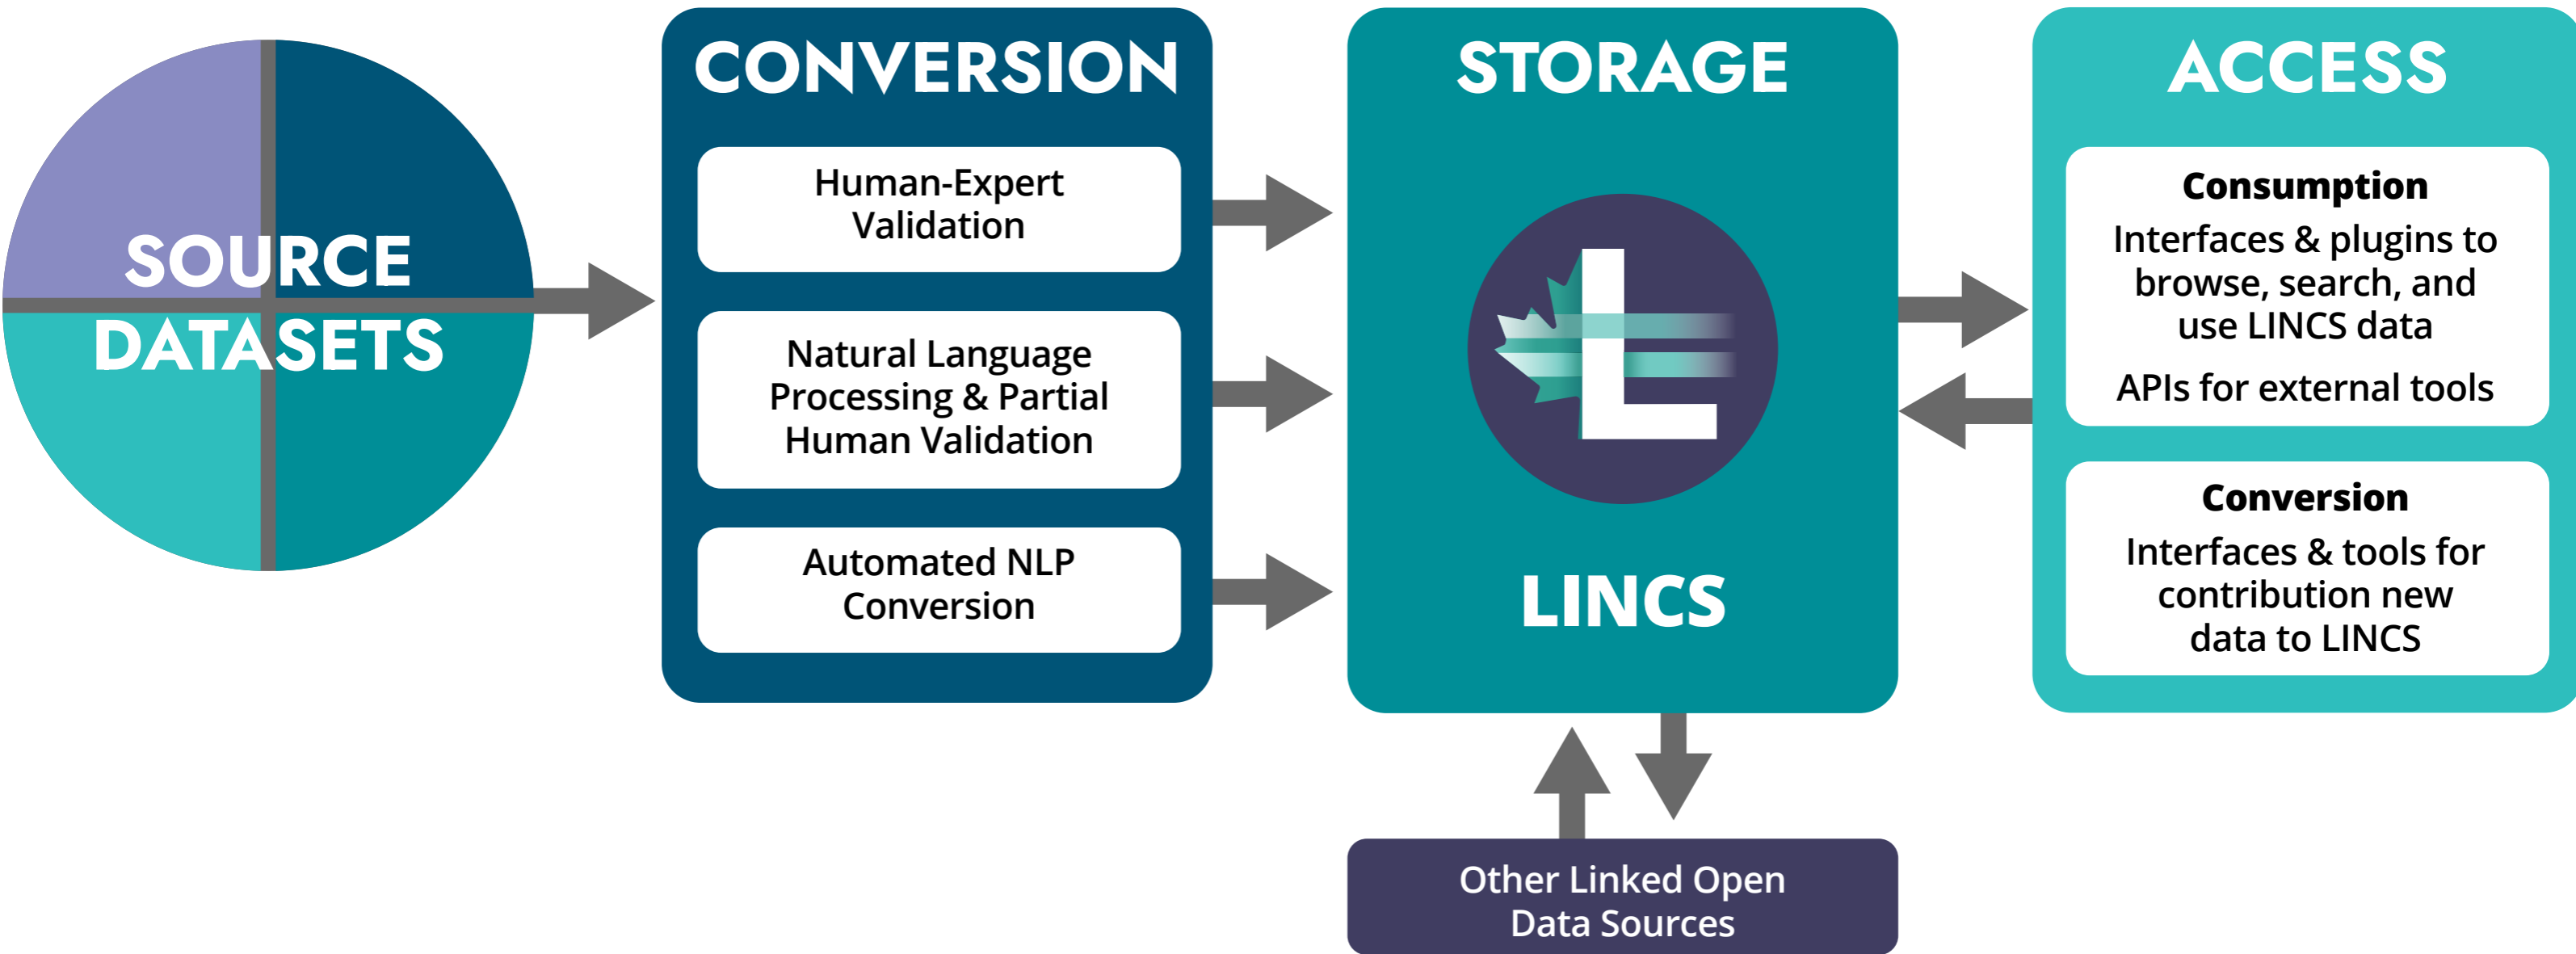 SOURCE
DATASETS
CONVERSION
Human-Expert
Validation
Natural Language
Processing & Partial
Human Validation
Automated NLP
Conversion
STORAGE
L
LINCS
ACCESS
Consumption
Interfaces & plugins to
browse, search, and
use LINCS data
APIs for external tools
Conversion
Interfaces & tools for
contribution new
data to LINCS
Other Linked Open
Data Sources